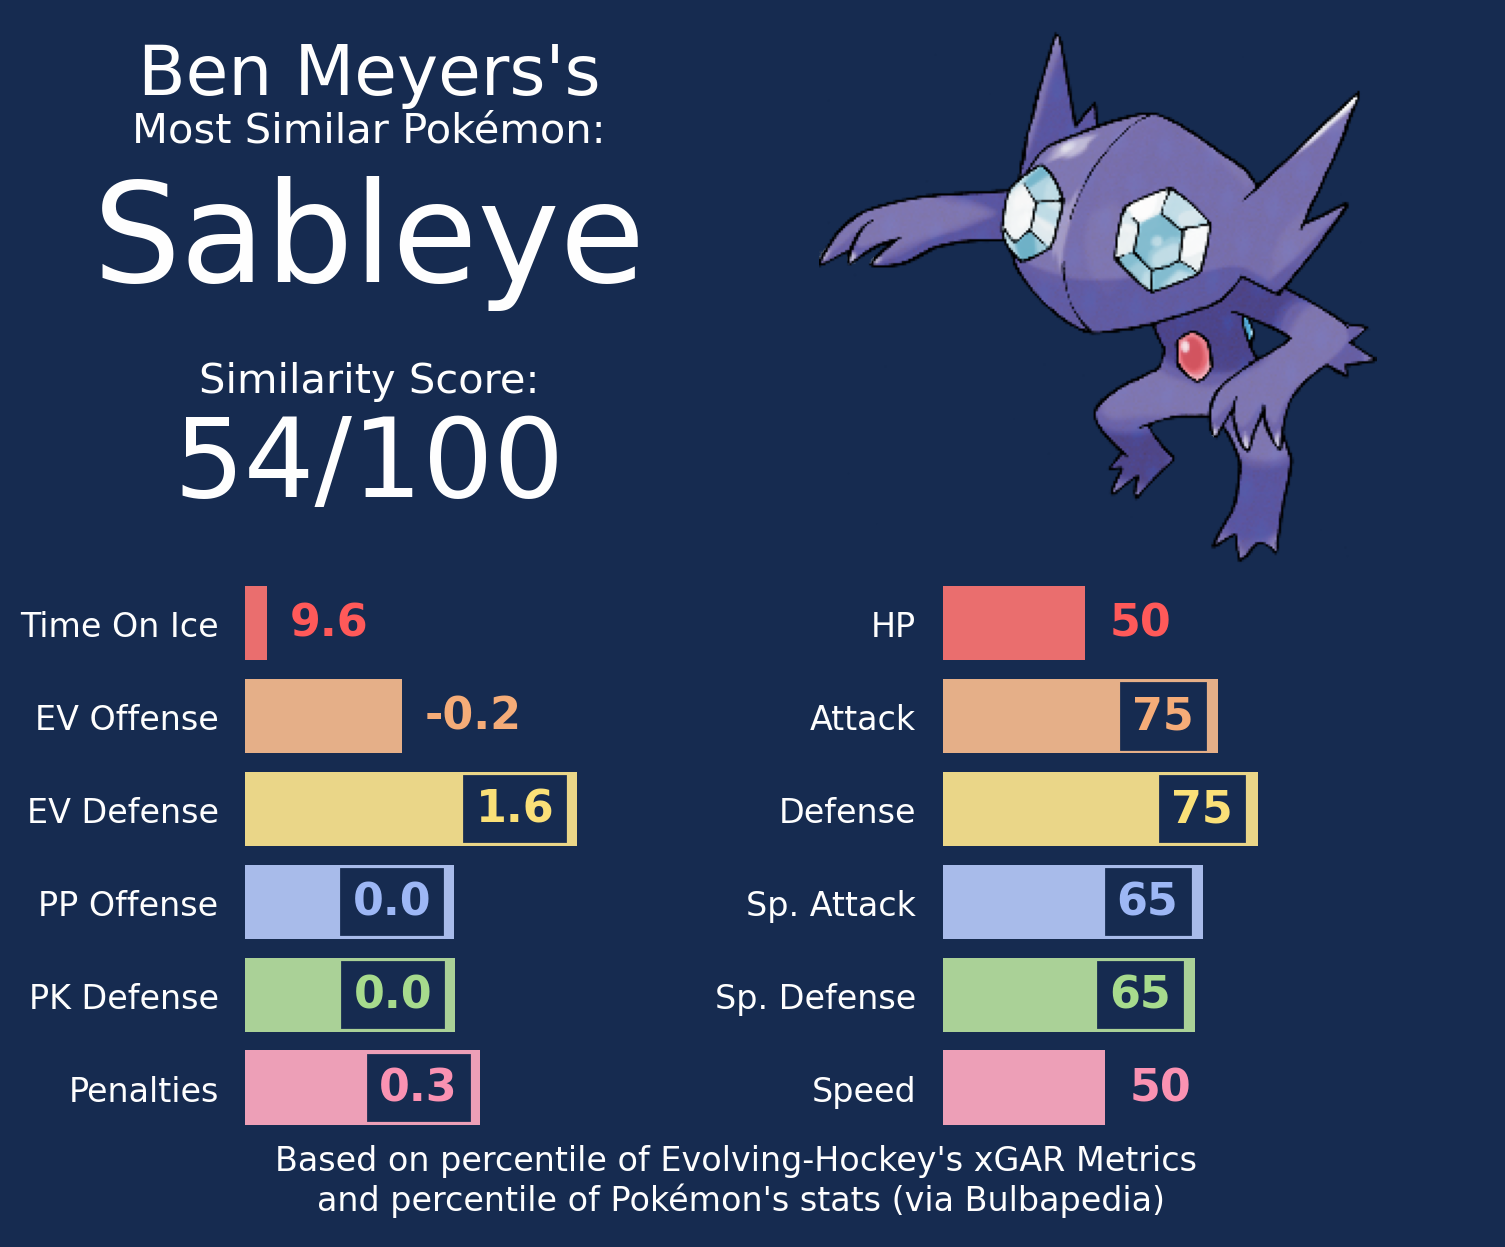 Ben Meyers's
Most Similar Pokémon:
Sableye
Similarity Score:
54/100
Time On Ice 9.6
EV Offense -0.2
EV Defense 1.6
PP Offense 0.0
PK Defense 0.0
Penalties 0.3
HP 50
Attack 75
Defense 75
Sp. Attack 65
Sp. Defense 65
Speed 50
Based on percentile of Evolving-Hockey's xGAR Metrics
and percentile of Pokémon's stats (via Bulbapedia)